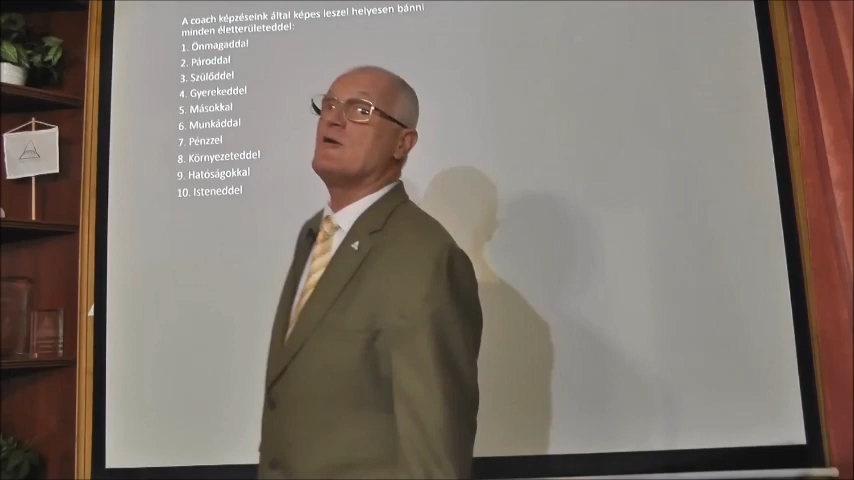 A coach képzéseink által képes leszel helyesen bánni
minden életterületeddel:
1. Önmagaddal
2. Pároddal
3. Szülőddel
4. Gyerekeddel
5. Másokkal
6. Munkáddal
7. Pénzzel
8. Környezeteddel
9. Hatóságokkal
10. Isteneddel